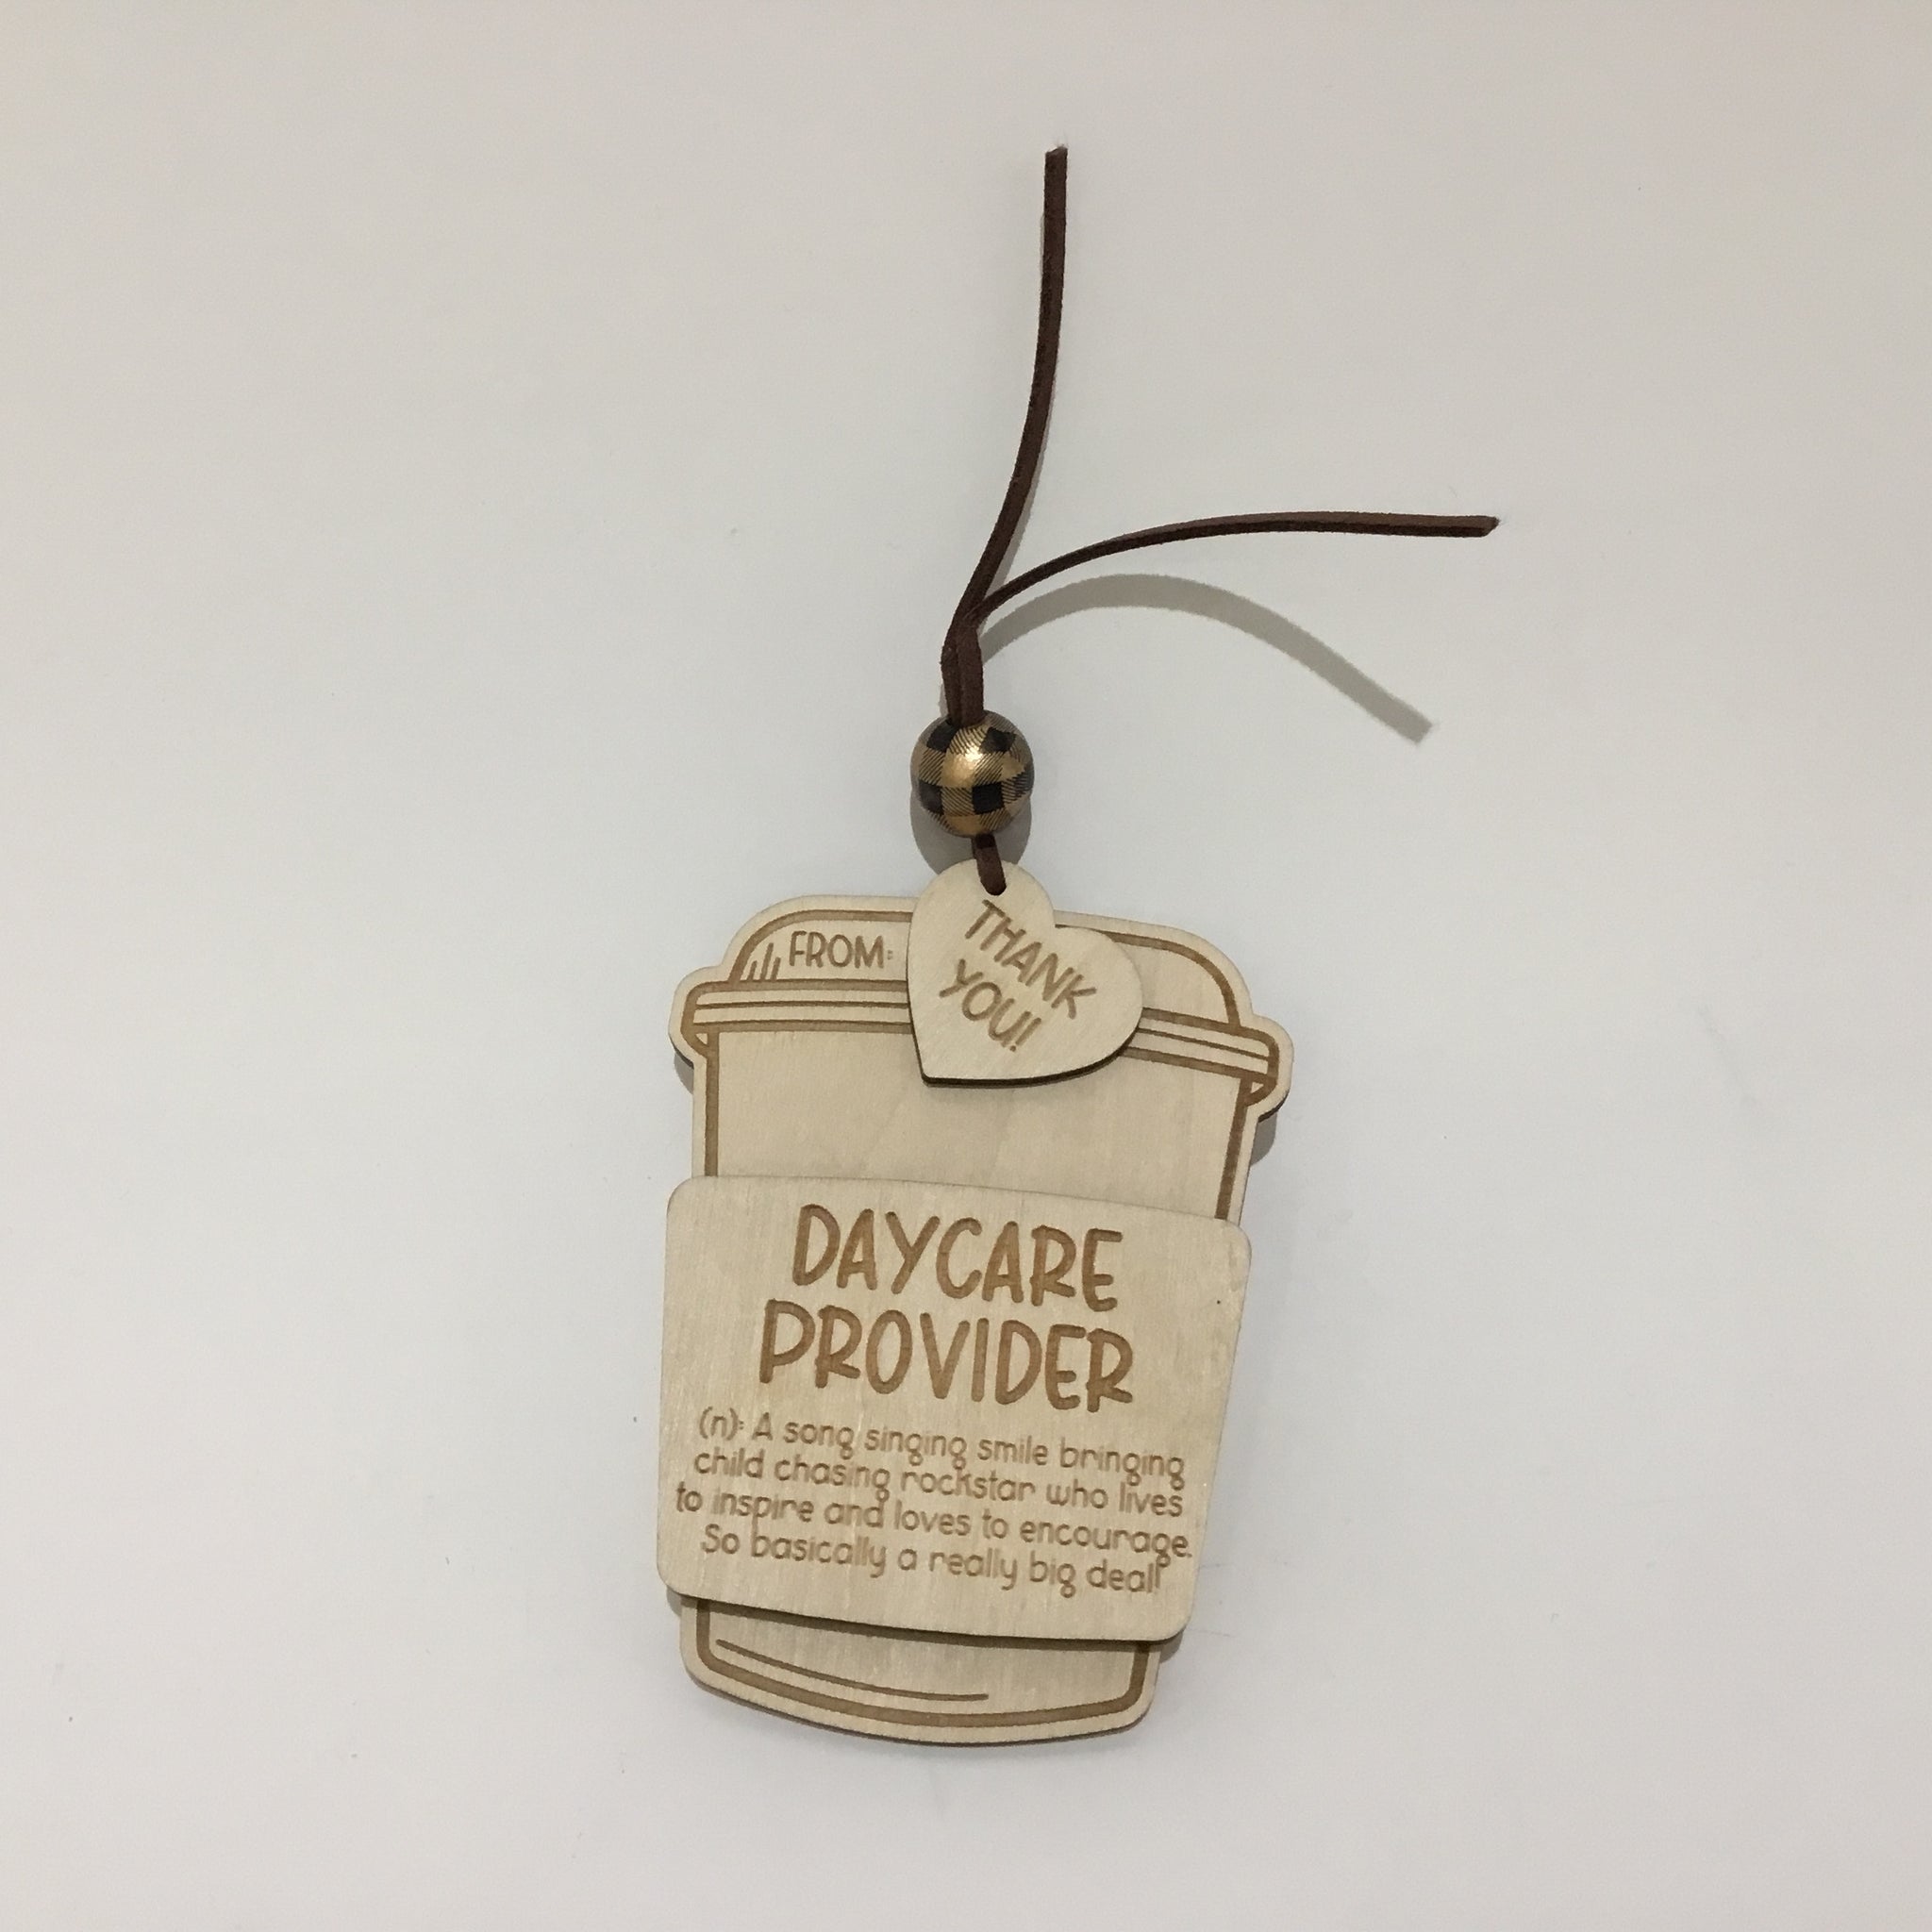 FROM:
THANK
YOU!
DAYCARE
PROVIDER
(n): A song singing smile bringing
child chasing rockstar who lives
to inspire and loves to encourage.
So basically a really big deal!